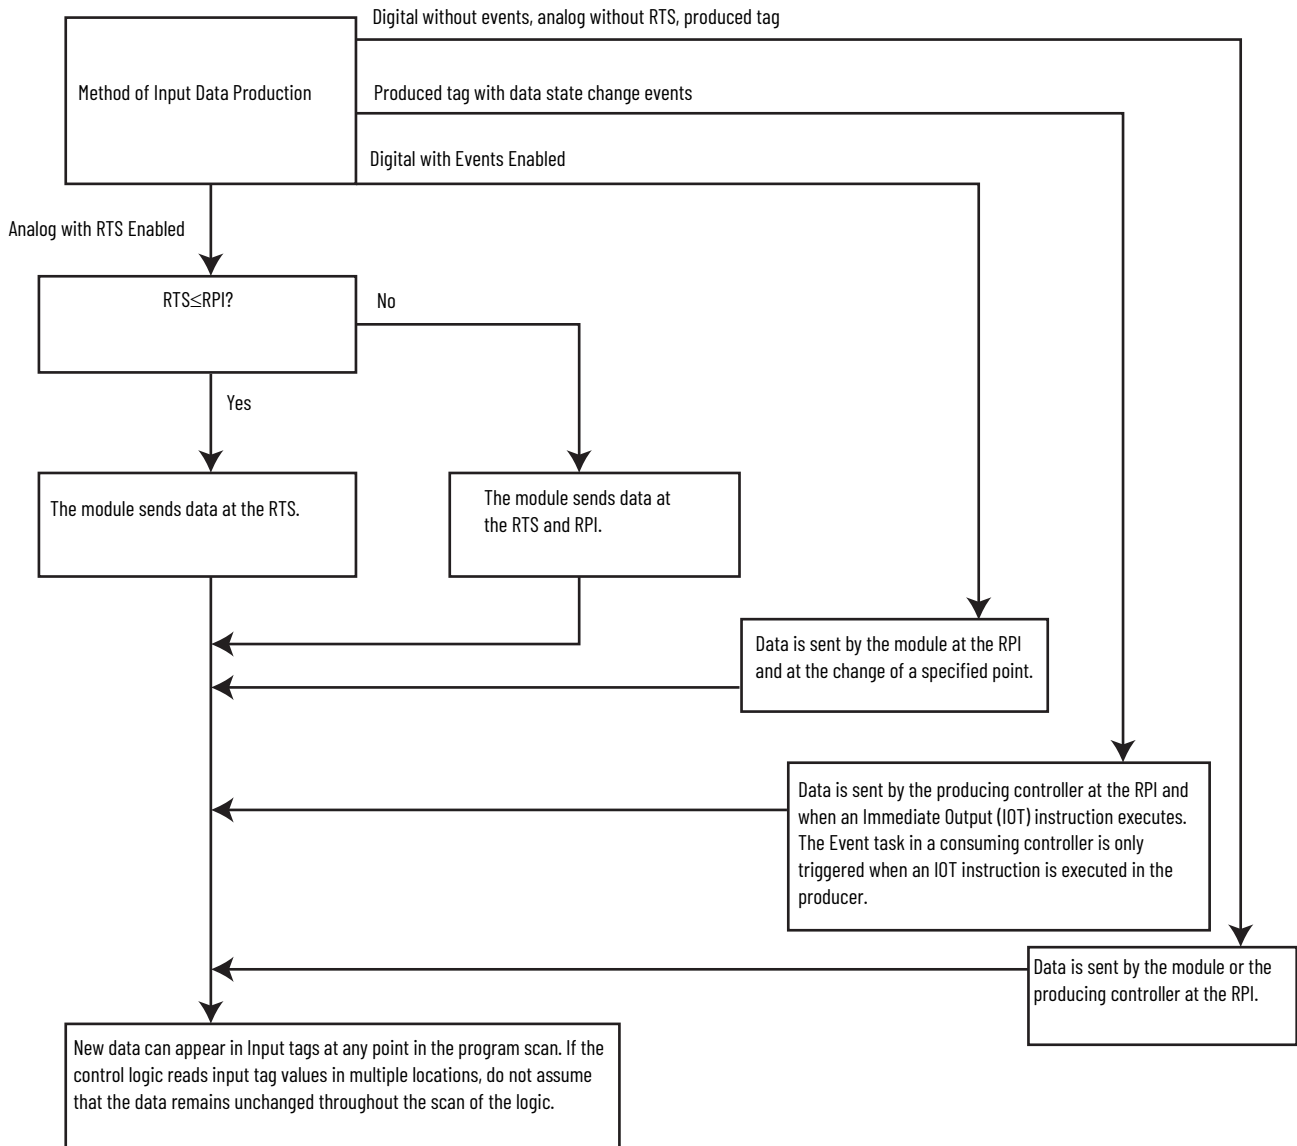 Digital without events, analog without RTS, produced tag
Method of Input Data Production
Produced tag with data state change events
Digital with Events Enabled
Analog with RTS Enabled
RTS≤RPI?
No
Yes
The module sends data at the RTS.
The module sends data at
the RTS and RPI.
Data is sent by the module at the RPI
and at the change of a specified point.
Data is sent by the producing controller at the RPI and
when an Immediate Output (IOT) instruction executes.
The Event task in a consuming controller is only
triggered when an IOT instruction is executed in the
producer.
Data is sent by the module or the
producing controller at the RPI.
New data can appear in Input tags at any point in the program scan. If the
control logic reads input tag values in multiple locations, do not assume
that the data remains unchanged throughout the scan of the logic.